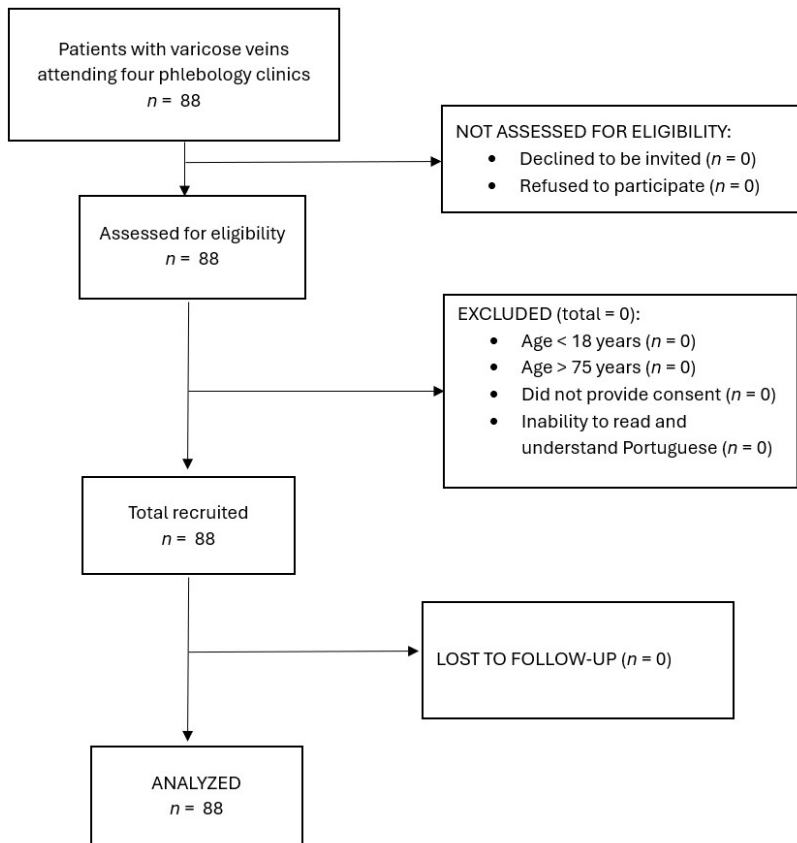 Patients with varicose veins
attending four phlebology clinics
n = 88
NOT ASSESSED FOR ELIGIBILITY:
• Declined to be invited (n = 0)
• Refused to participate (n = 0)
Assessed for eligibility
n = 88
EXCLUDED (total = 0):
• Age < 18 years (n = 0)
• Age > 75 years (n = 0)
• Did not provide consent (n = 0)
• Inability to read and
understand Portuguese (n = 0)
Total recruited
n = 88
LOST TO FOLLOW-UP (n = 0)
ANALYZED
n = 88